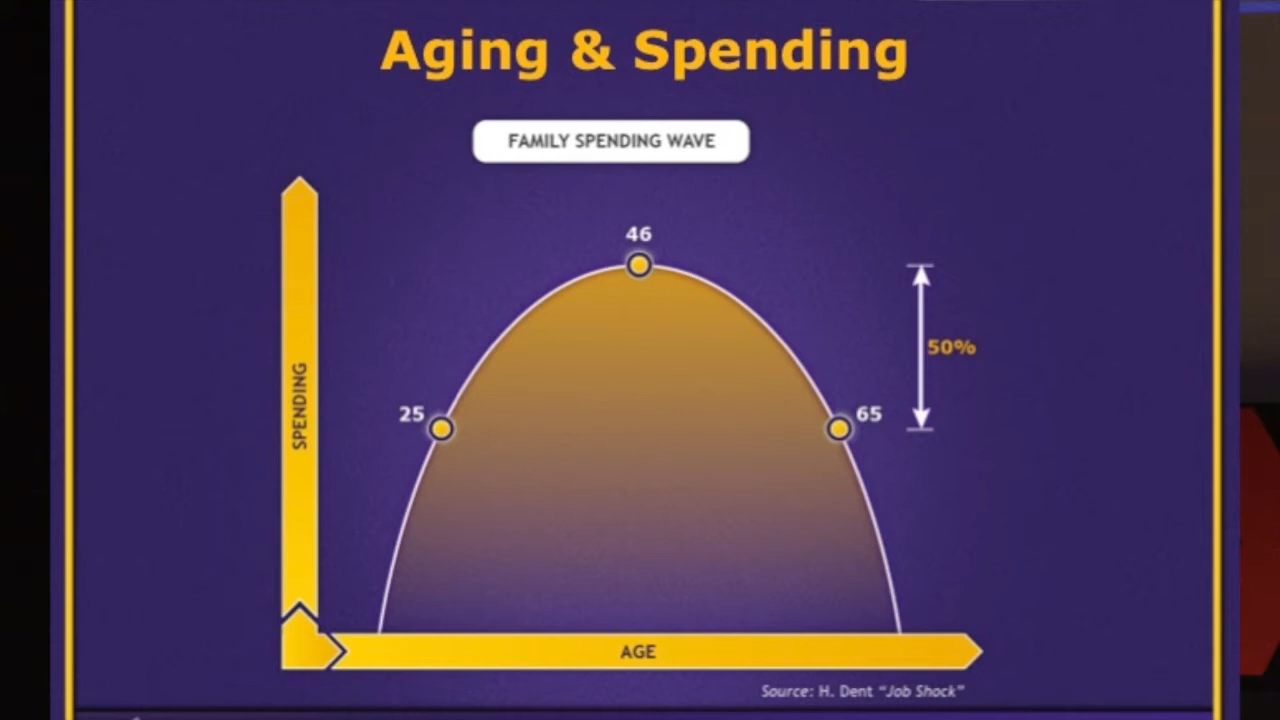 Aging & Spending
FAMILY SPENDING WAVE
46
50%
25
65
SPENDING
AGE
Source: H. Dent “Job Shock”